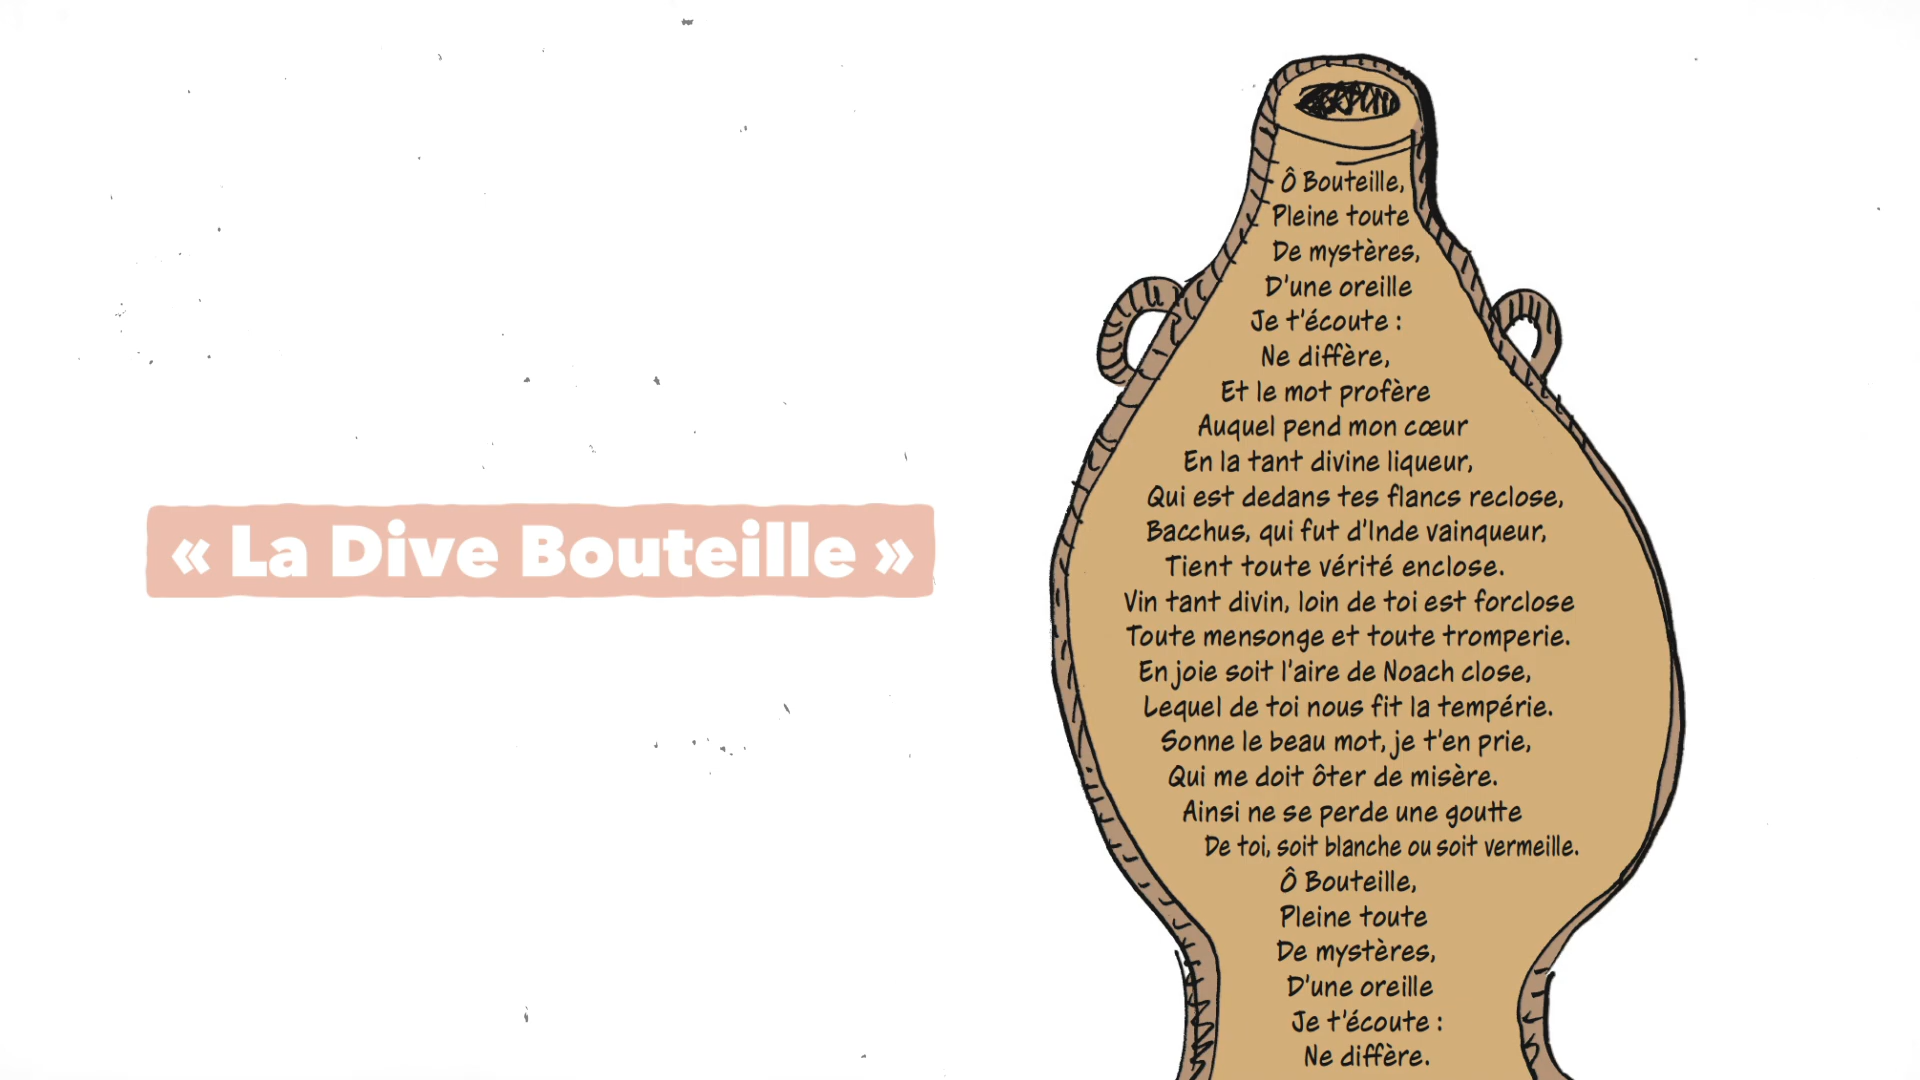 « La Dive Bouteille »
Ô Bouteille,
Pleine toute
De mystères,
D'une oreille
Je t'écoute :
Ne diffère,
Et le mot profère
Auquel pend mon cœur
En la tant divine liqueur,
Qui est dedans tes flancs reclose,
Bacchus, qui fut d'Inde vainqueur,
Tient toute vérité enclose.
Vin tant divin, loin de toi est forclose
Toute mensonge et toute tromperie.
En joie soit l'aire de Noach close,
Lequel de toi nous fit la tempérie.
Sonne le beau mot, je t'en prie,
Qui me doit ôter de misère.
Ainsi ne se perde une goutte
De toi, soit blanche ou soit vermeille.
Ô Bouteille,
Pleine toute
De mystères,
D'une oreille
Je t'écoute :
Ne diffère.